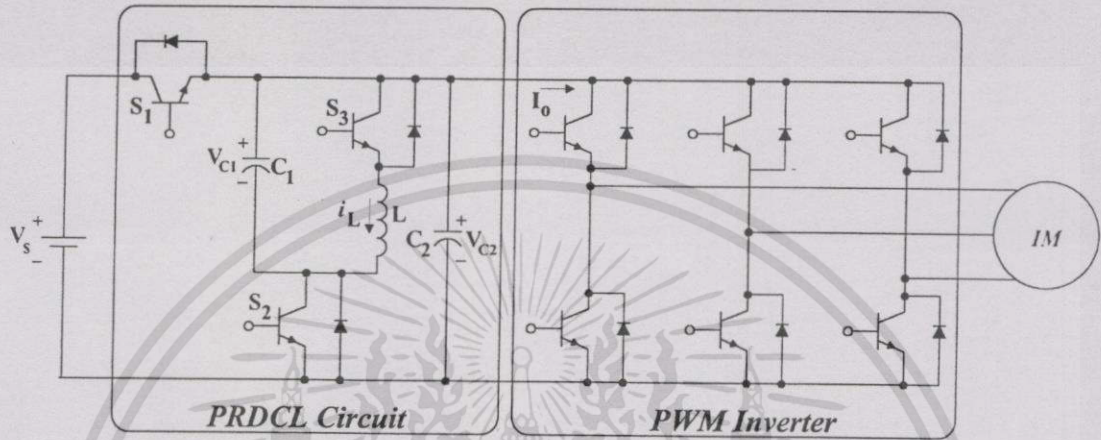 S1
S3
Io
VC1
+
−
C1
Vs
+
−
iL
L
C2
+
−
VC2
S2
IM
PRDCL Circuit
PWM Inverter